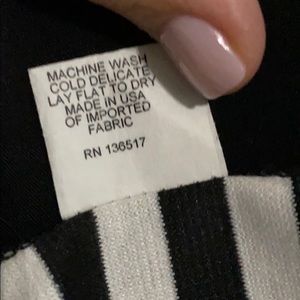 MACHINE WASH
COLD DELICATE
LAY FLAT TO DRY
MADE IN USA
OF IMPORTED
FABRIC
RN 136517